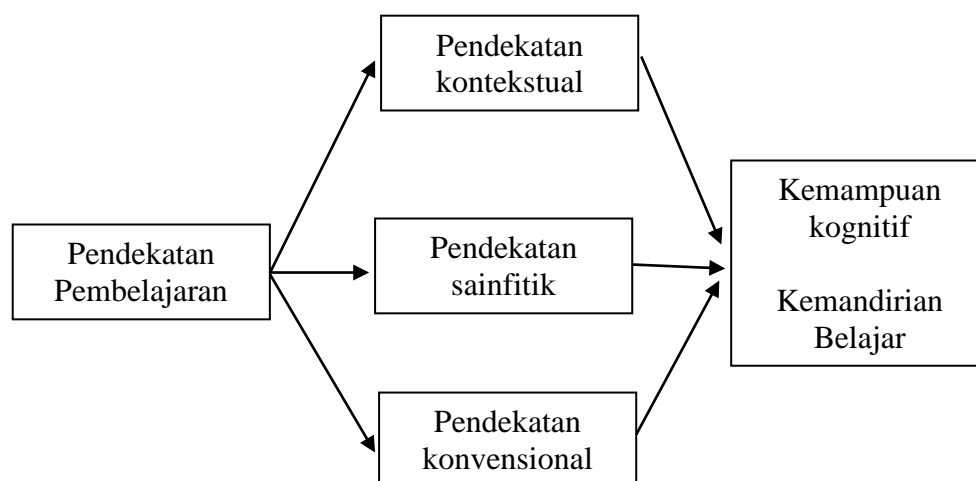 Pendekatan
kontekstual
Pendekatan
Pembelajaran
Pendekatan
sainfitik
Pendekatan
konvensional
Kemampuan
kognitif
Kemandirian
Belajar